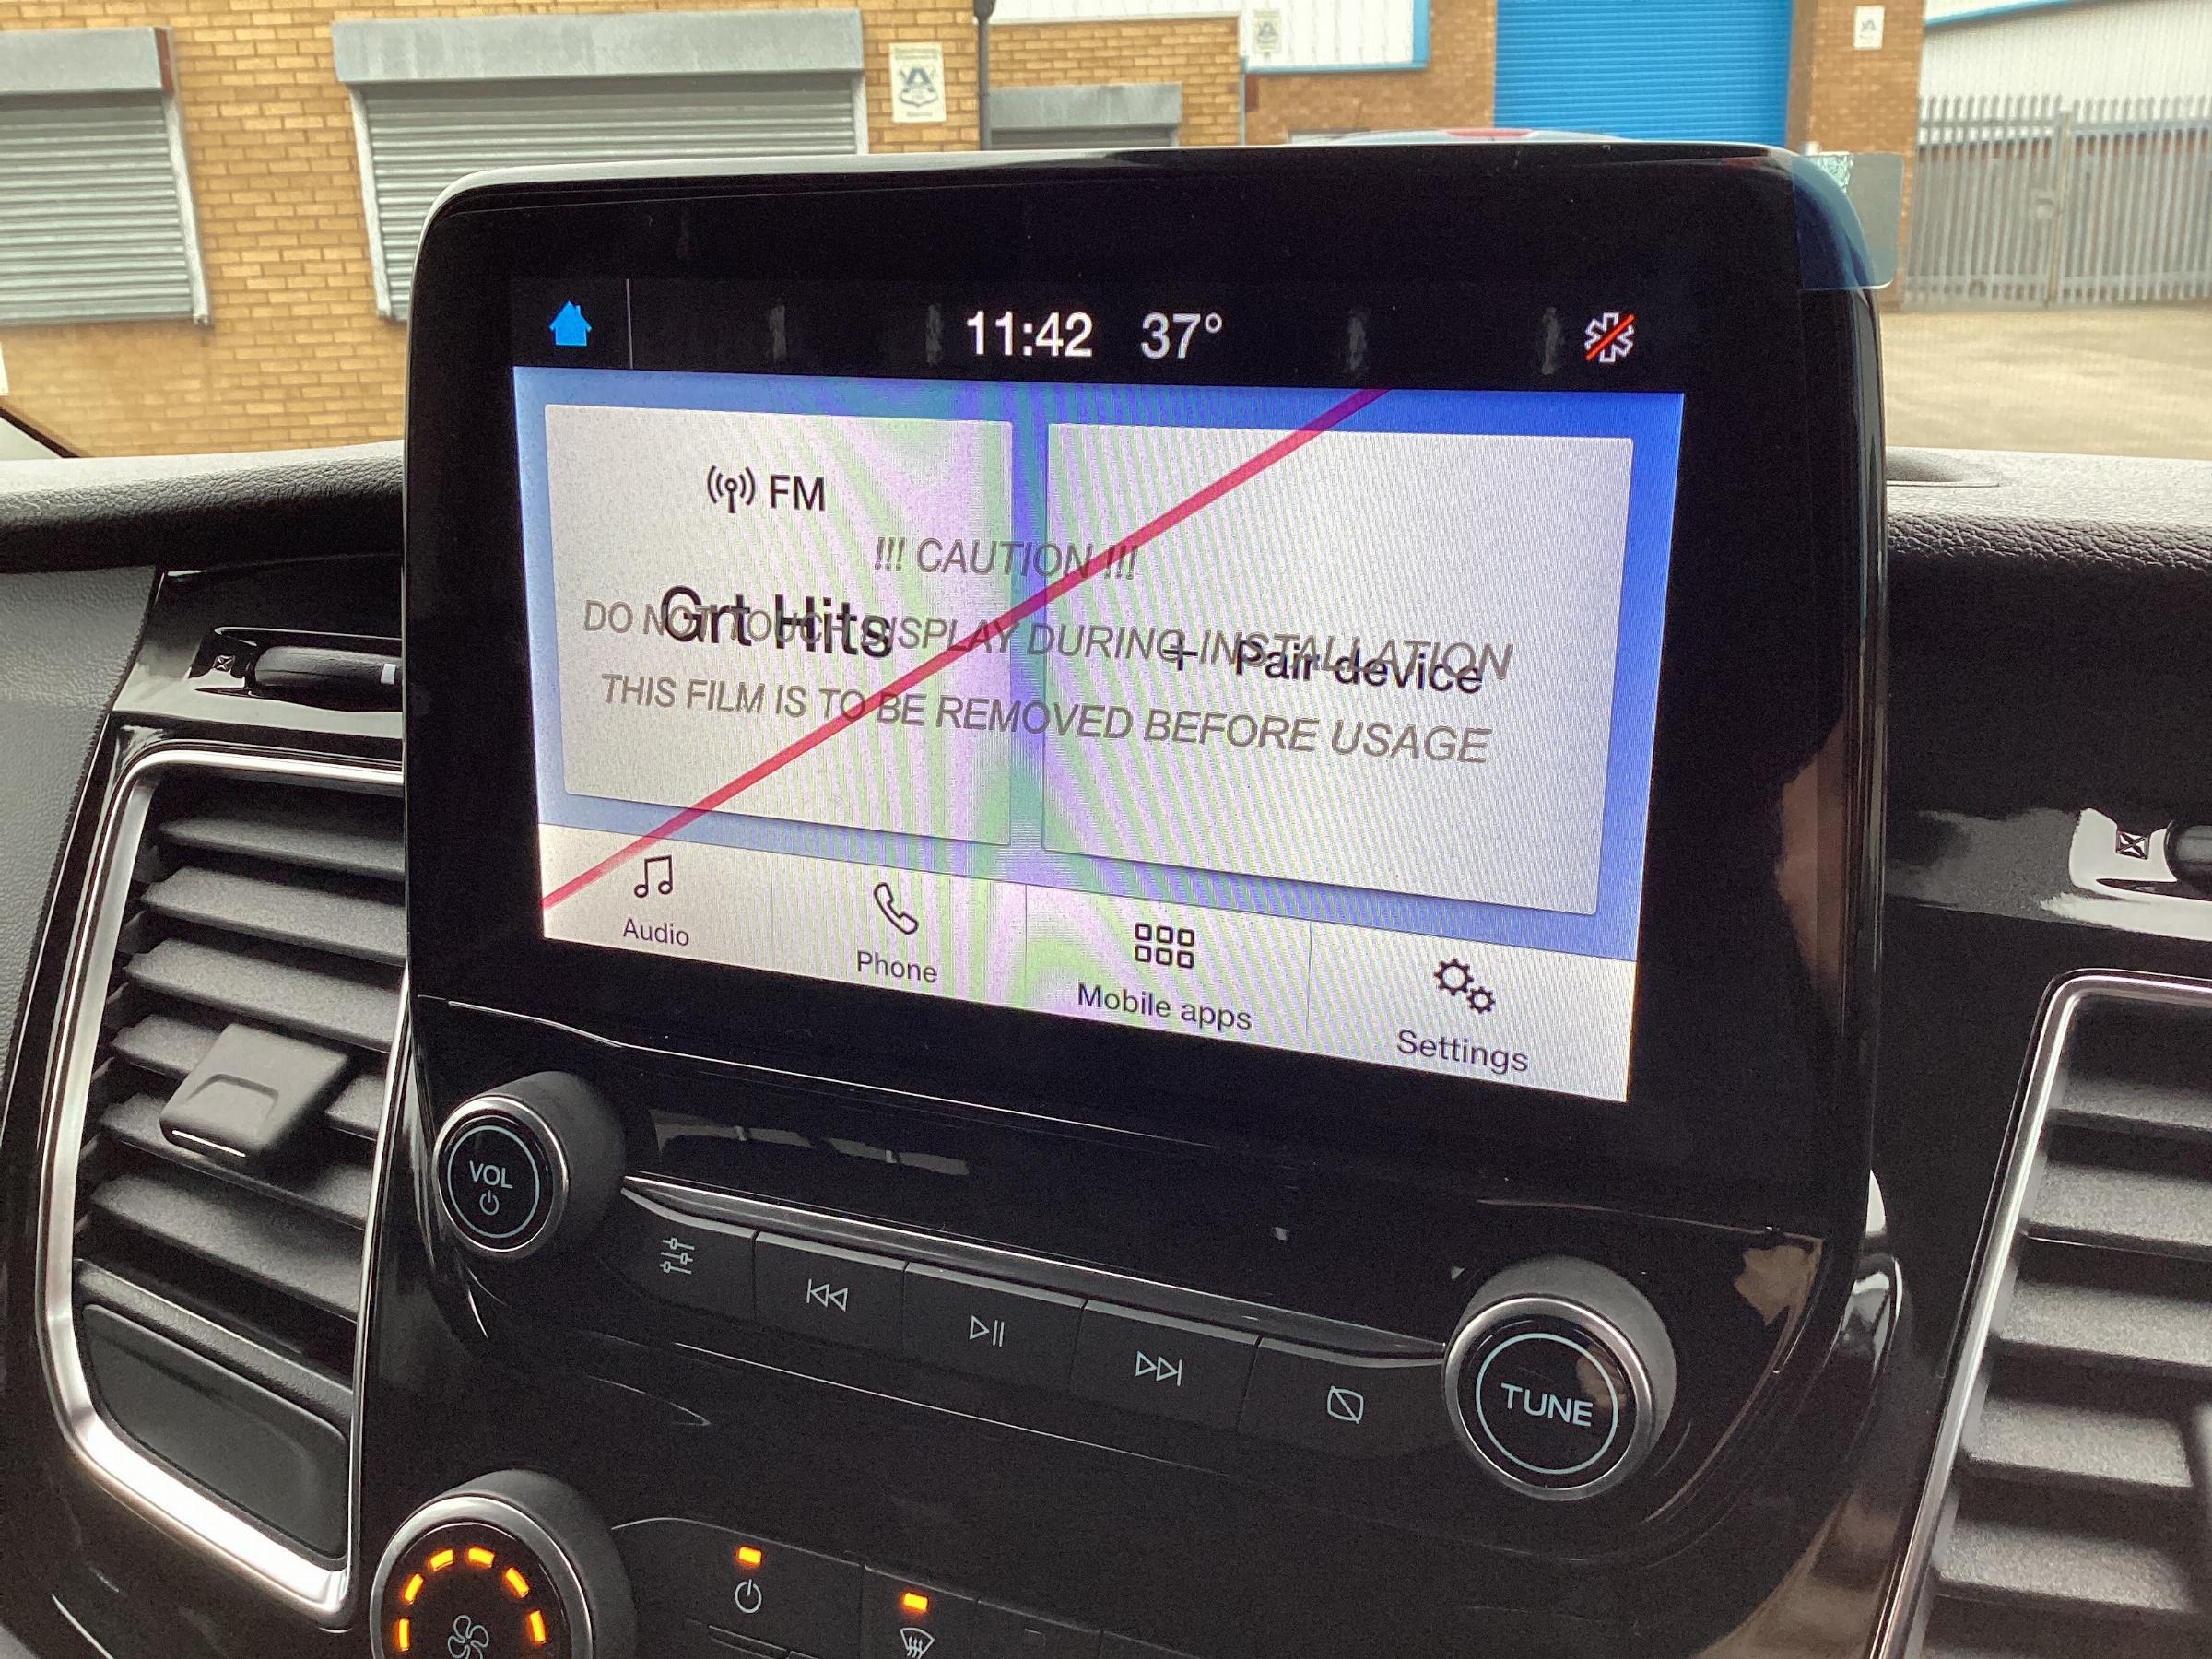 11:42 37°
FM
!!! CAUTION !!!
Grt Hits
DO NOT TOUCH DISPLAY DURING INSTALLATION
+ Pair device
THIS FILM IS TO BE REMOVED BEFORE USAGE
Audio
Phone
Mobile apps
Settings
VOL
TUNE